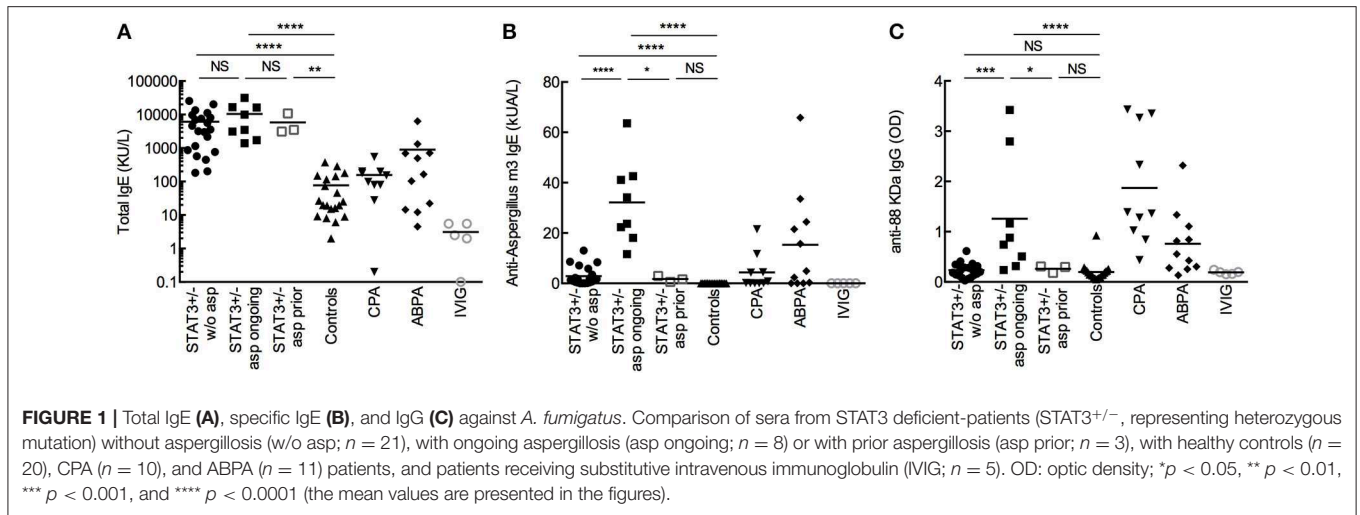 A
B
C
****
****
NS
NS
**
Total IgE (KU/L)
100000
10000
1000
100
10
1
0.1
STAT3+/-
w/o asp
STAT3+/-
asp ongoing
STAT3+/-
asp prior
Controls
CPA
ABPA
IVIG
****
****
****
*
NS
Anti-Aspergillus m3 IgE (kUA/L)
80
60
40
20
0
STAT3+/-
w/o asp
STAT3+/-
asp ongoing
STAT3+/-
asp prior
Controls
CPA
ABPA
IVIG
****
NS
***
*
NS
anti-88 KDa IgG (OD)
4
3
2
1
0
STAT3+/-
w/o asp
STAT3+/-
asp ongoing
STAT3+/-
asp prior
Controls
CPA
ABPA
IVIG
FIGURE 1 | Total IgE (A), specific IgE (B), and IgG (C) against A. fumigatus. Comparison of sera from STAT3 deficient-patients (STAT3+/−, representing heterozygous
mutation) without aspergillosis (w/o asp; n = 21), with ongoing aspergillosis (asp ongoing; n = 8) or with prior aspergillosis (asp prior; n = 3), with healthy controls (n =
20), CPA (n = 10), and ABPA (n = 11) patients, and patients receiving substitutive intravenous immunoglobulin (IVIG; n = 5). OD: optic density; *p < 0.05, ** p < 0.01,
*** p < 0.001, and **** p < 0.0001 (the mean values are presented in the figures).